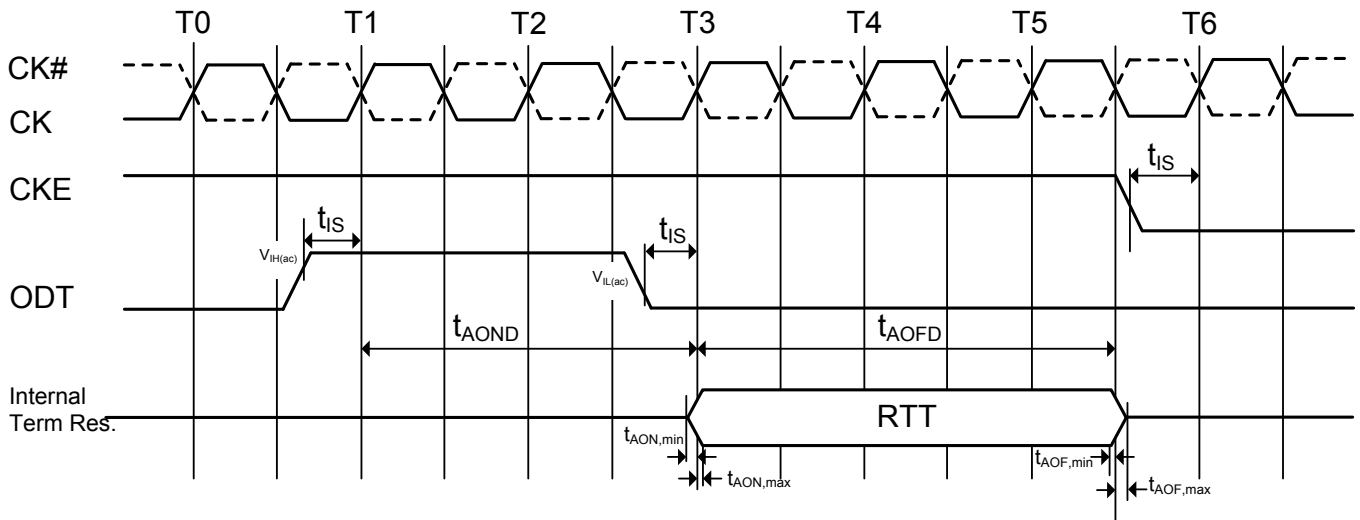 T0 T1 T2 T3 T4 T5 T6
CK#
CK
CKE
tIS
tIS
tIS
VIH(ac)
VIL(ac)
ODT
tAOND
tAOFD
Internal
Term Res.
RTT
tAON,min
tAOF,min
tAON,max
tAOF,max